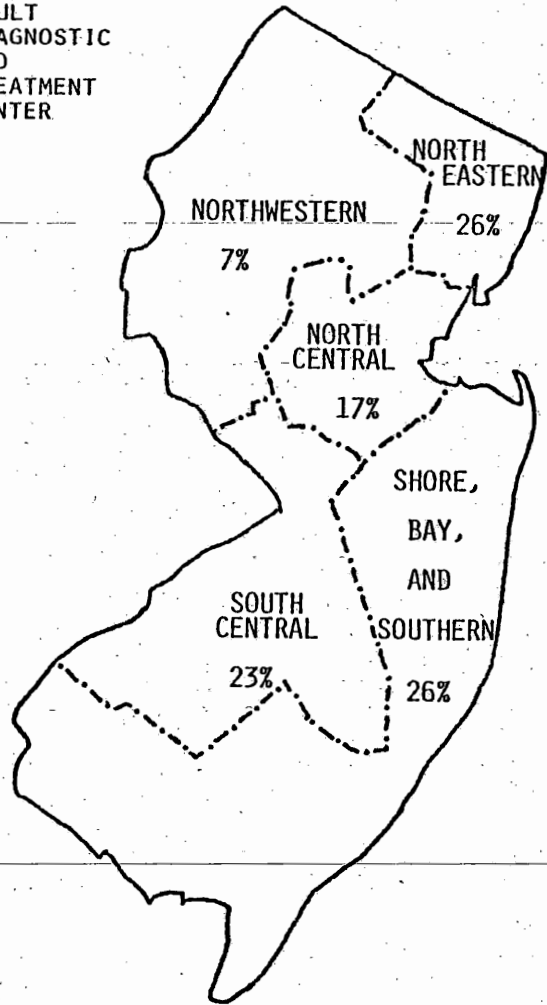 ULT
AGNOSTIC
D
EATMENT
NTER
NORTH
EASTERN
26%
NORTHWESTERN
7%
NORTH
CENTRAL
17%
SHORE,
BAY,
AND
SOUTHERN
26%
SOUTH
CENTRAL
23%